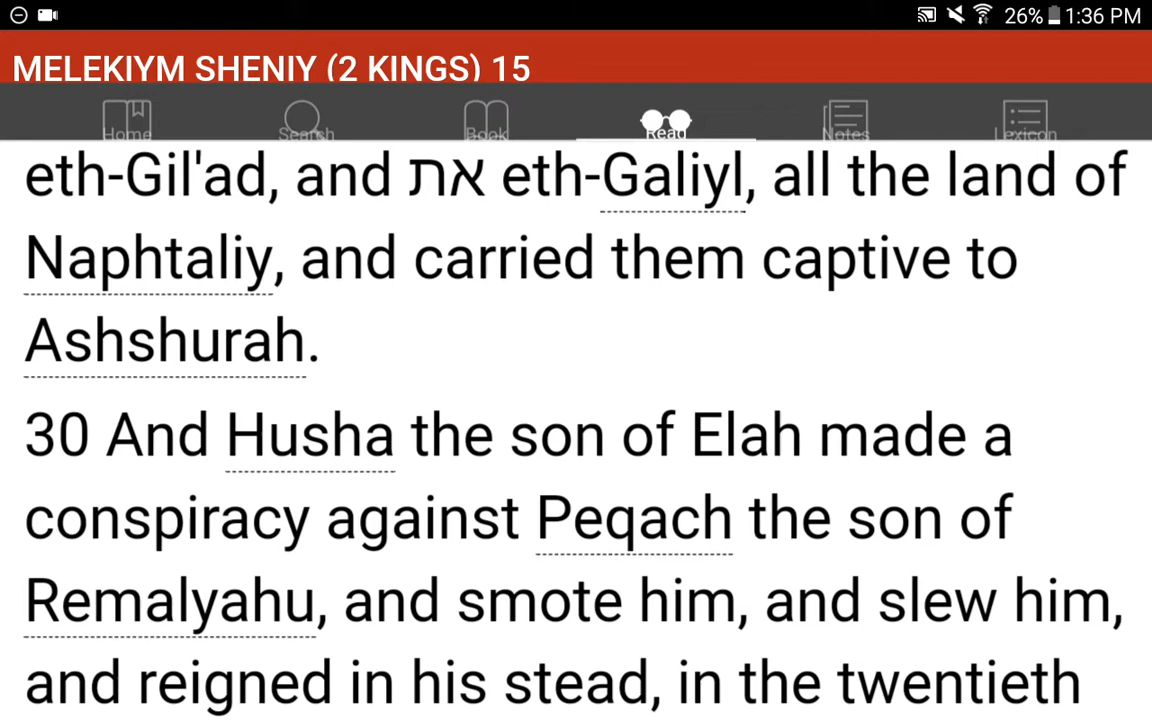 26% 1:36 PM
MELEKIYM SHENIY (2 KINGS) 15
Home Search Book Read Notes Lexicon
eth-Gil'ad, and את eth-Galiyl, all the land of
Naphtaliy, and carried them captive to
Ashshurah.
30 And Husha the son of Elah made a
conspiracy against Peqach the son of
Remalyahu, and smote him, and slew him,
and reigned in his stead, in the twentieth